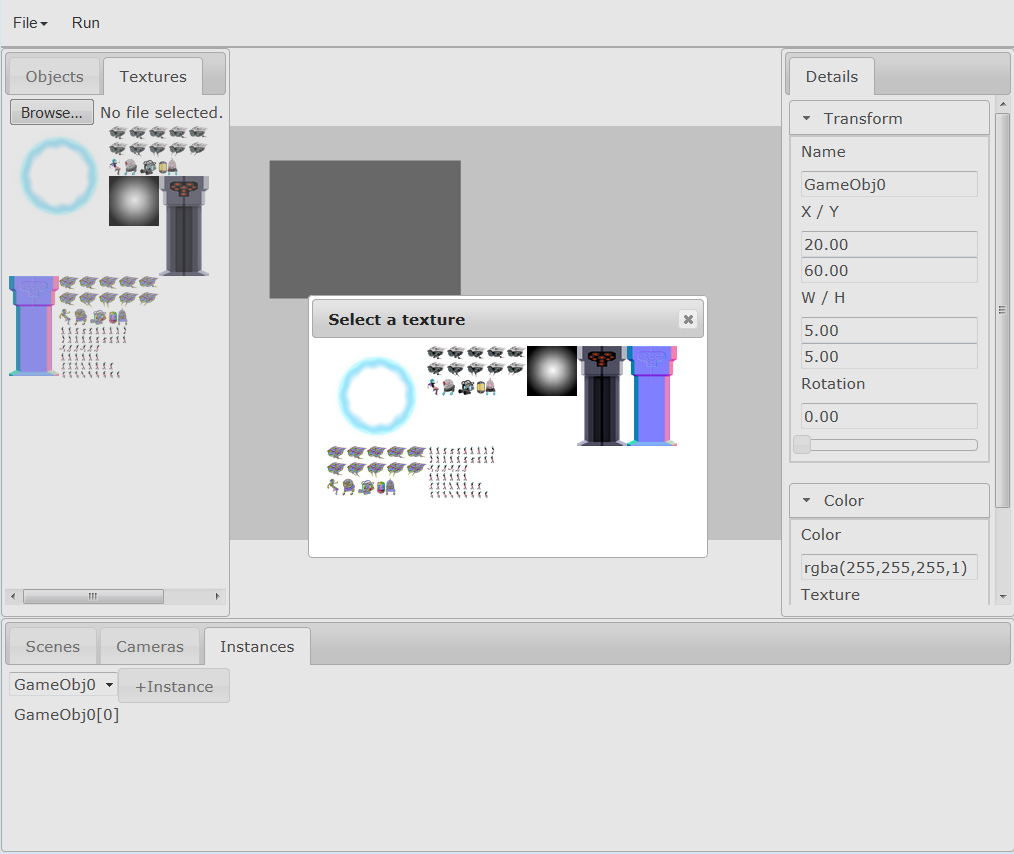 File Run
Objects Textures
Browse... No file selected.
Select a texture
Details
Transform
Name
GameObj0
X / Y
20.00
60.00
W / H
5.00
5.00
Rotation
0.00
Color
Color
rgba(255,255,255,1)
Texture
Scenes Cameras Instances
GameObj0 +Instance
GameObj0[0]